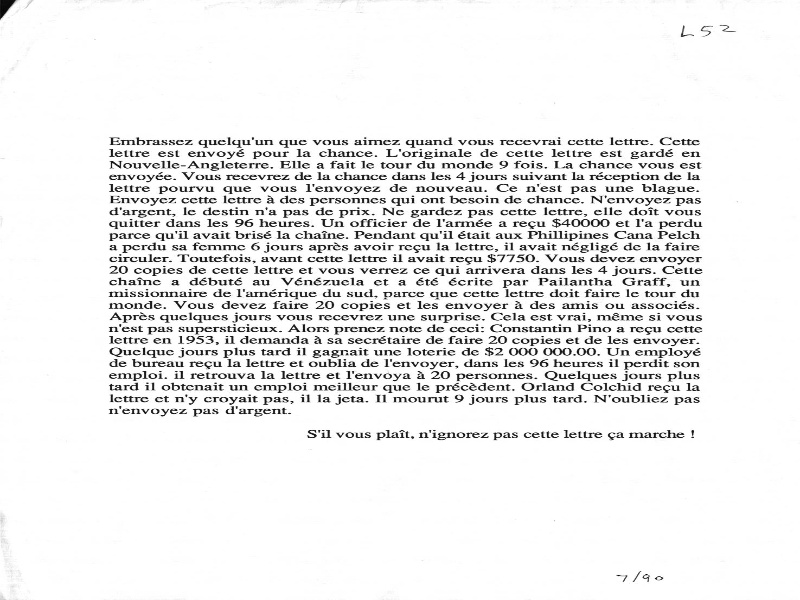 L52
Embrassez quelqu'un que vous aimez quand vous recevrai cette lettre. Cette
lettre est envoyé pour la chance. L'originale de cette lettre est gardé en
Nouvelle-Angleterre. Elle a fait le tour du monde 9 fois. La chance vous est
envoyée. Vous recevrez de la chance dans les 4 jours suivant la réception de la
lettre pourvu que vous l'envoyez de nouveau. Ce n'est pas une blague.
Envoyez cette lettre à des personnes qui ont besoin de chance. N'envoyez pas
d'argent, le destin n'a pas de prix. Ne gardez pas cette lettre, elle doît vous
quitter dans les 96 heures. Un officier de l'armée a reçu $40000 et l'a perdu
parce qu'il avait brisé la chaîne. Pendant qu'il était aux Phillipines Cana Pelch
a perdu sa femme 6 jours après avoir reçu la lettre, il avait négligé de la faire
circuler. Toutefois, avant cette lettre il avait reçu $7750. Vous devez envoyer
20 copies de cette lettre et vous verrez ce qui arrivera dans les 4 jours. Cette
chaîne a débuté au Vénézuela et a été écrite par Pailantha Graff, un
missionnaire de l'amérique du sud, parce que cette lettre doit faire le tour du
monde. Vous devez faire 20 copies et les envoyer à des amis ou associés.
Après quelques jours vous recevrez une surprise. Cela est vrai, même si vous
n'est pas supersticieux. Alors prenez note de ceci: Constantin Pino a reçu cette
lettre en 1953, il demanda à sa secrétaire de faire 20 copies et de les envoyer.
Quelque jours plus tard il gagnait une loterie de $2 000 000.00. Un employé
de bureau reçu la lettre et oublia de l'envoyer, dans les 96 heures il perdit son
emploi. il retrouva la lettre et l'envoya à 20 personnes. Quelques jours plus
tard il obtenait un emploi meilleur que le précèdent. Orland Colchid reçu la
lettre et n'y croyait pas, il la jeta. Il mourut 9 jours plus tard. N'oubliez pas
n'envoyez pas d'argent.
S'il vous plaît, n'ignorez pas cette lettre ça marche !
7/90